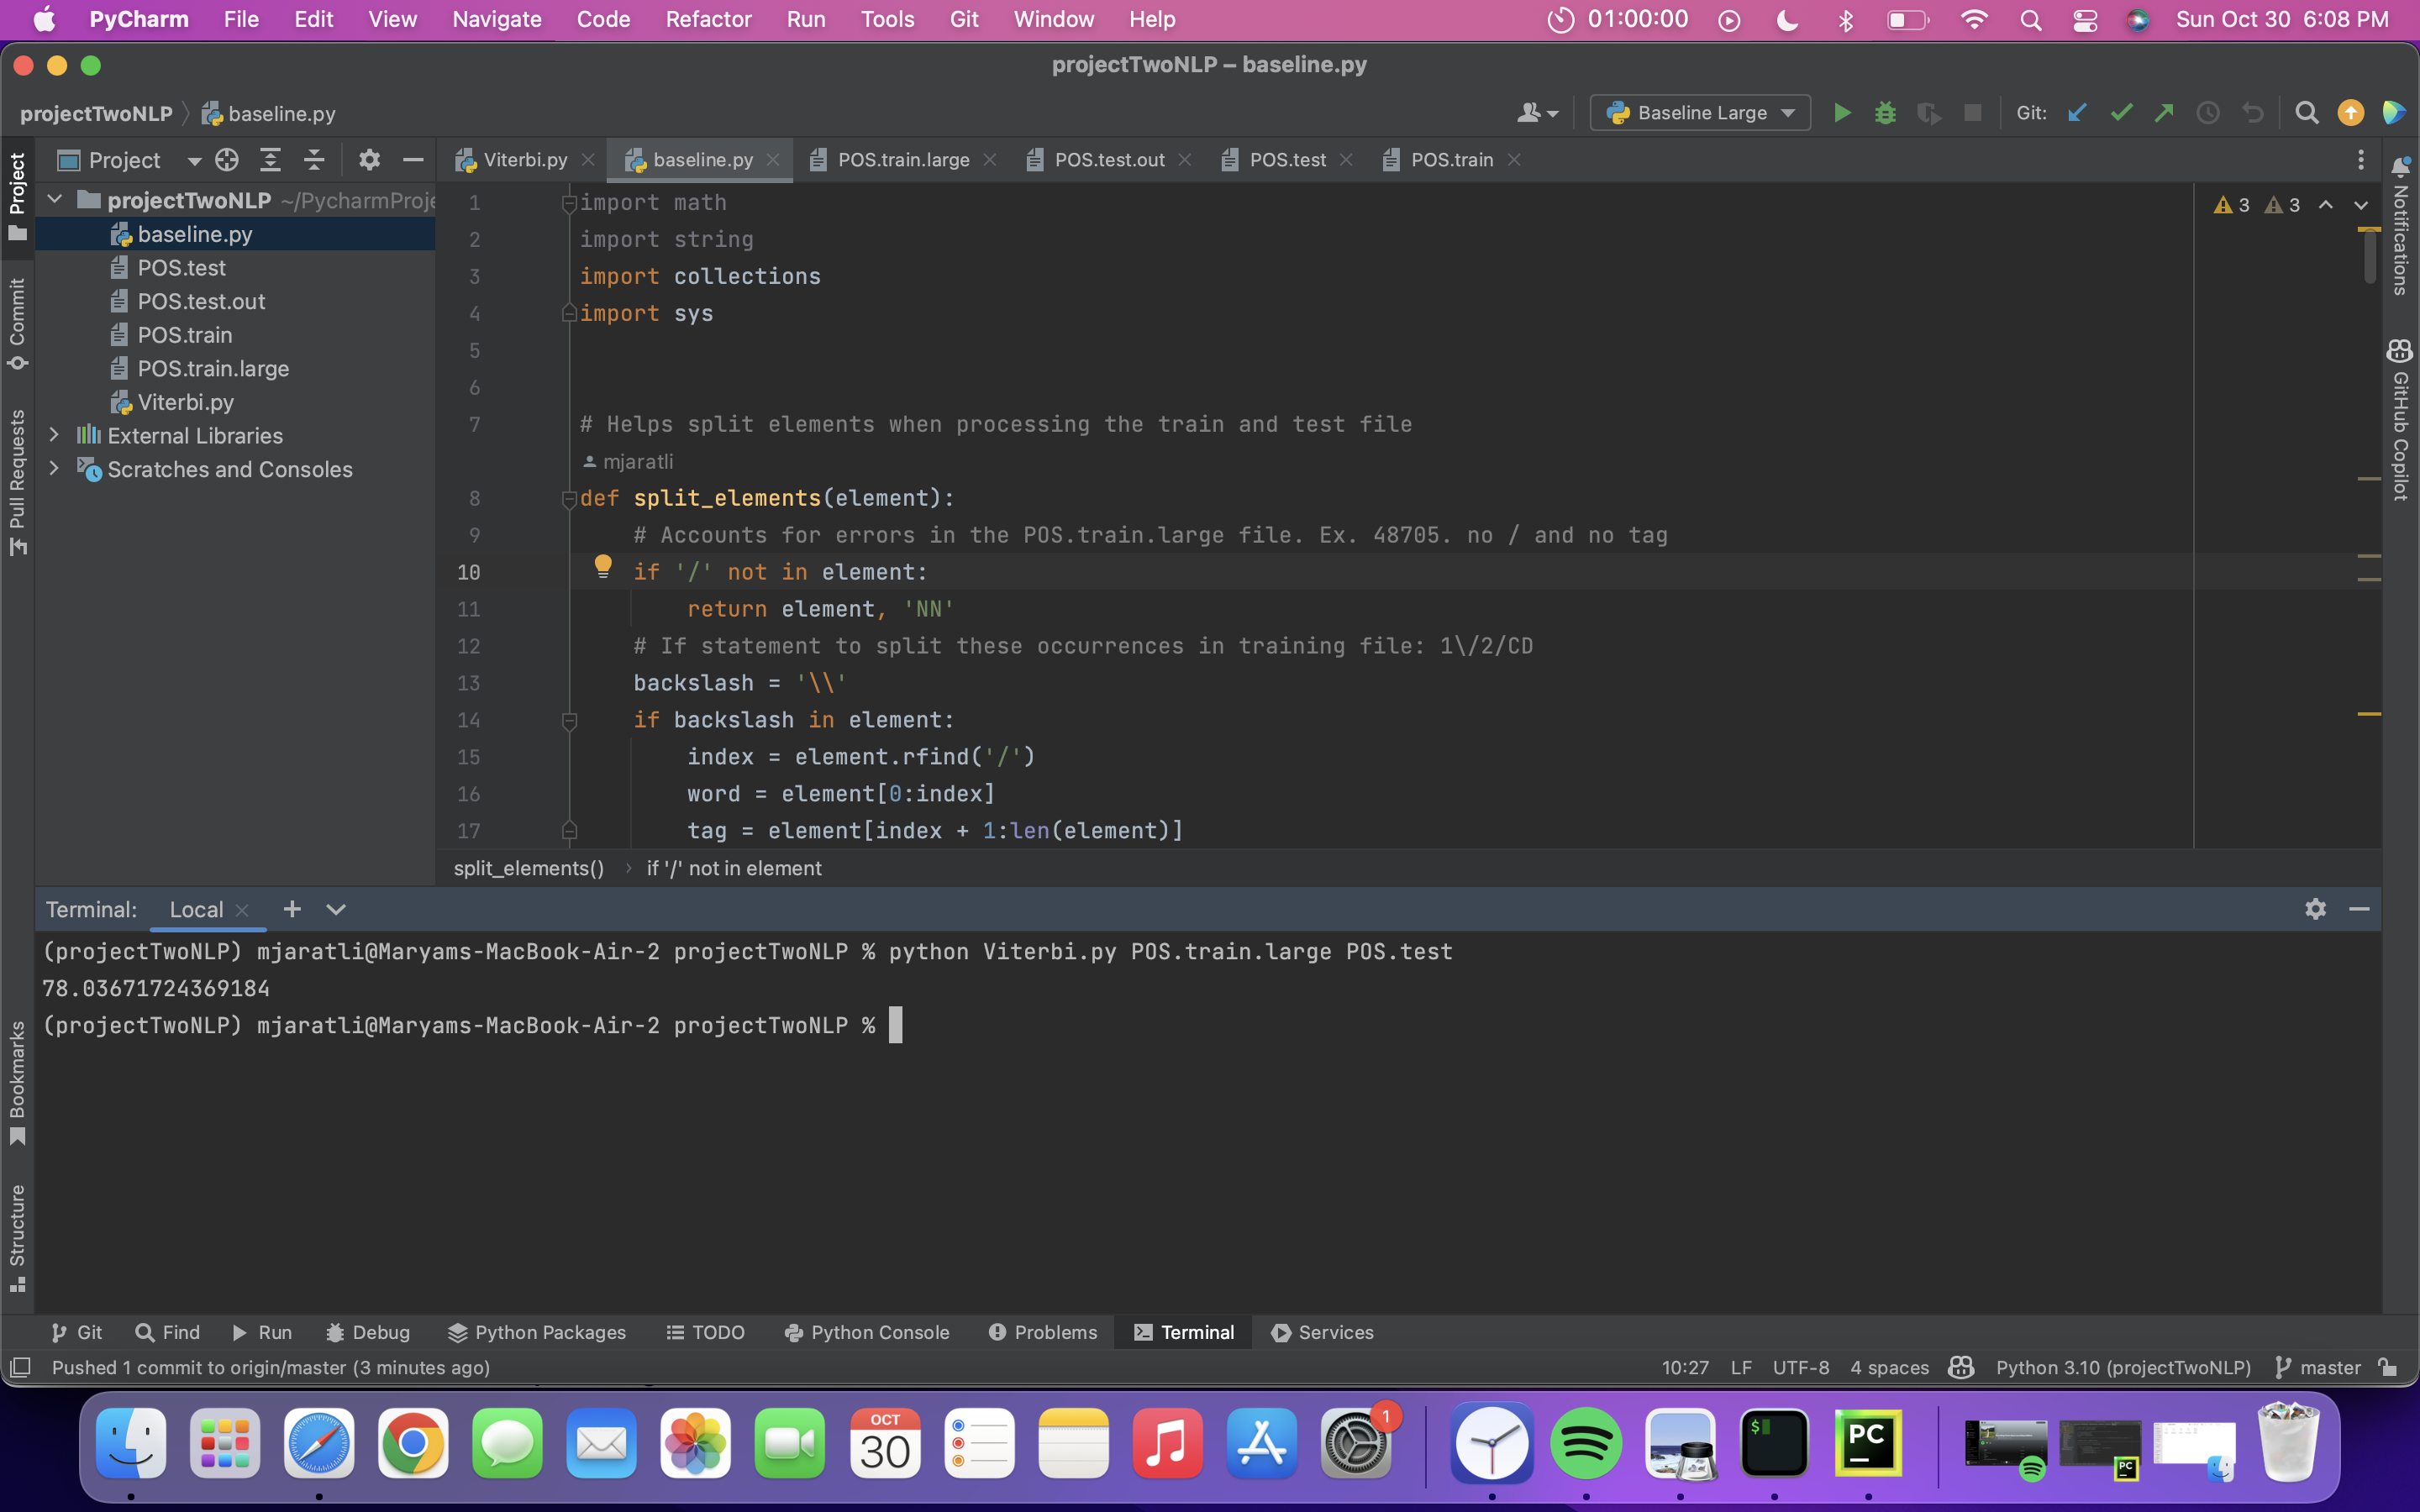 PyCharm File Edit View Navigate Code Refactor Run Tools Git Window Help 01:00:00 Sun Oct 30 6:08 PM
projectTwoNLP – baseline.py
projectTwoNLP baseline.py Baseline Large Git:
Project
Commit
Pull Requests
Bookmarks
Structure
Project
projectTwoNLP ~/PycharmProje
baseline.py
POS.test
POS.test.out
POS.train
POS.train.large
Viterbi.py
External Libraries
Scratches and Consoles
Viterbi.py baseline.py POS.train.large POS.test.out POS.test POS.train
3 3
1 import math
2 import string
3 import collections
4 import sys
5
6
7 # Helps split elements when processing the train and test file
mjaratli
8 def split_elements(element):
9 # Accounts for errors in the POS.train.large file. Ex. 48705. no / and no tag
10 if '/' not in element:
11 return element, 'NN'
12 # If statement to split these occurrences in training file: 1\/2/CD
13 backslash = '\\'
14 if backslash in element:
15 index = element.rfind('/')
16 word = element[0:index]
17 tag = element[index + 1:len(element)]
split_elements() › if '/' not in element
Notifications
GitHub Copilot
Terminal: Local
(projectTwoNLP) mjaratli@Maryams-MacBook-Air-2 projectTwoNLP % python Viterbi.py POS.train.large POS.test
78.03671724369184
(projectTwoNLP) mjaratli@Maryams-MacBook-Air-2 projectTwoNLP %
Git Find Run Debug Python Packages TODO Python Console Problems Terminal Services
Pushed 1 commit to origin/master (3 minutes ago) 10:27 LF UTF-8 4 spaces Python 3.10 (projectTwoNLP) master
OCT
30
1
$
PC
PC